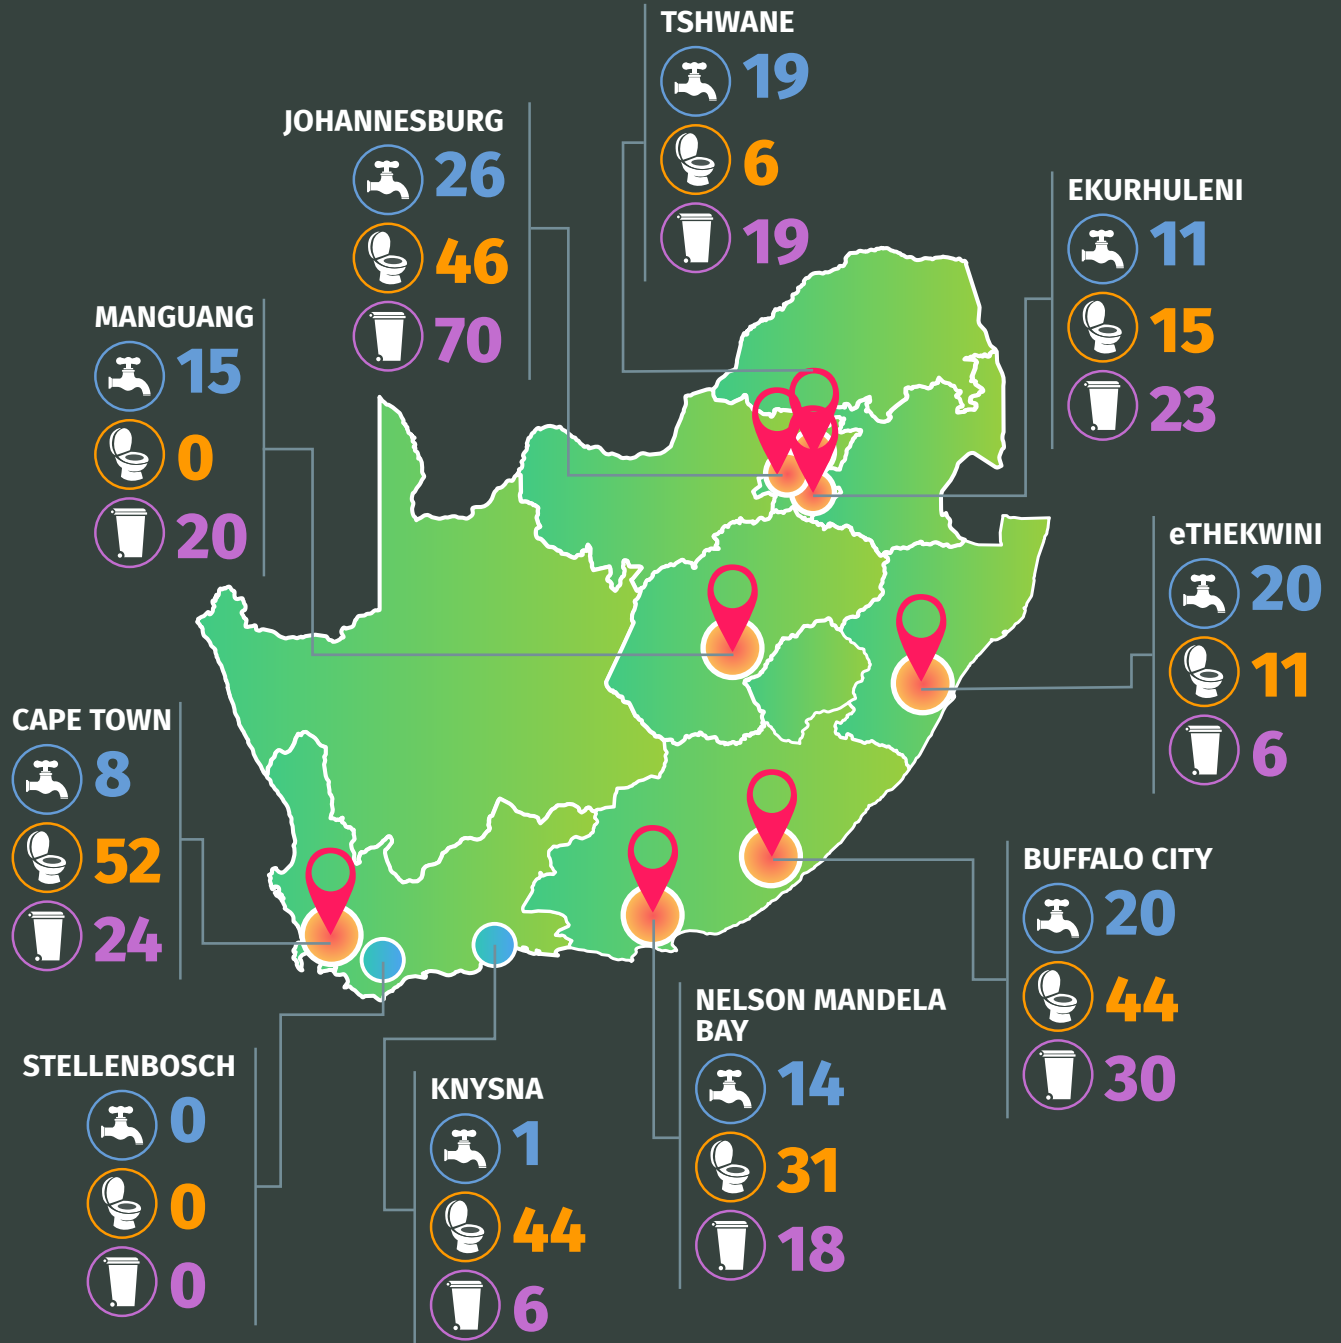 TSHWANE
19
6
19
JOHANNESBURG
26
46
70
EKURHULENI
11
15
23
MANGUANG
15
0
20
eTHEKWINI
20
11
6
CAPE TOWN
8
52
24
BUFFALO CITY
20
44
30
NELSON MANDELA
BAY
14
31
18
STELLENBOSCH
0
0
0
KNYSNA
1
44
6